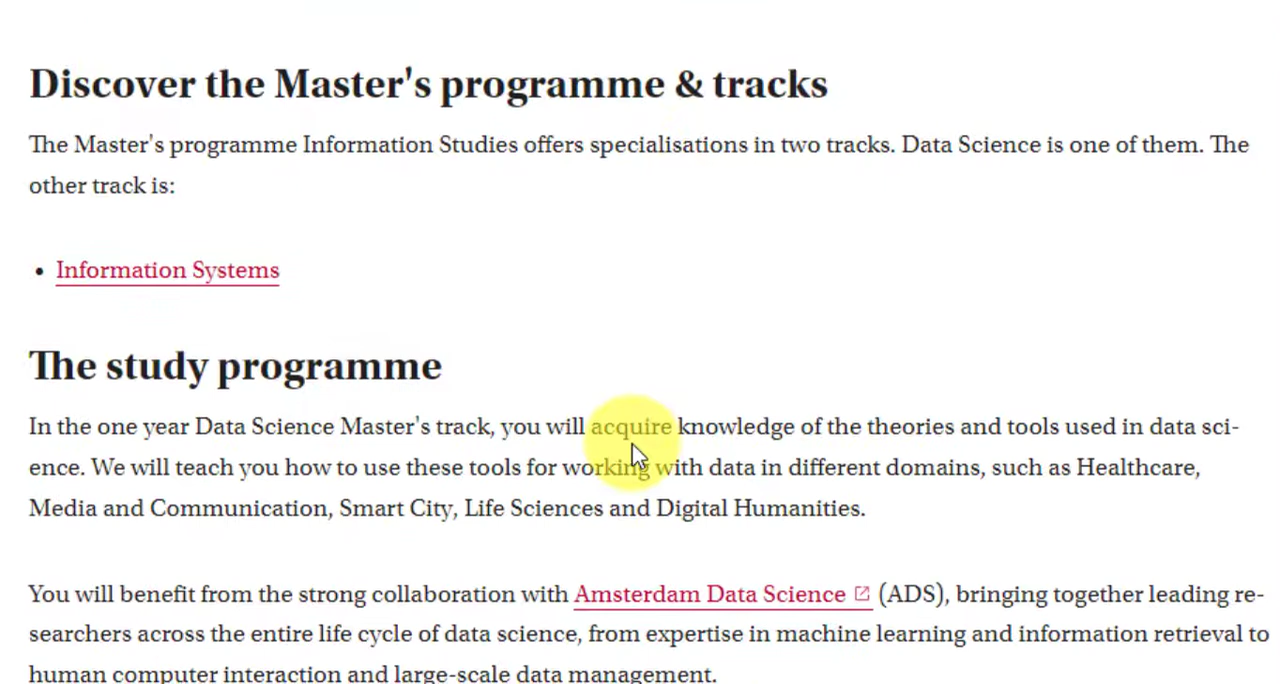 Discover the Master's programme & tracks
The Master's programme Information Studies offers specialisations in two tracks. Data Science is one of them. The
other track is:
• Information Systems
The study programme
In the one year Data Science Master's track, you will acquire knowledge of the theories and tools used in data sci-
ence. We will teach you how to use these tools for working with data in different domains, such as Healthcare,
Media and Communication, Smart City, Life Sciences and Digital Humanities.
You will benefit from the strong collaboration with Amsterdam Data Science (ADS), bringing together leading re-
searchers across the entire life cycle of data science, from expertise in machine learning and information retrieval to
human computer interaction and large-scale data management.